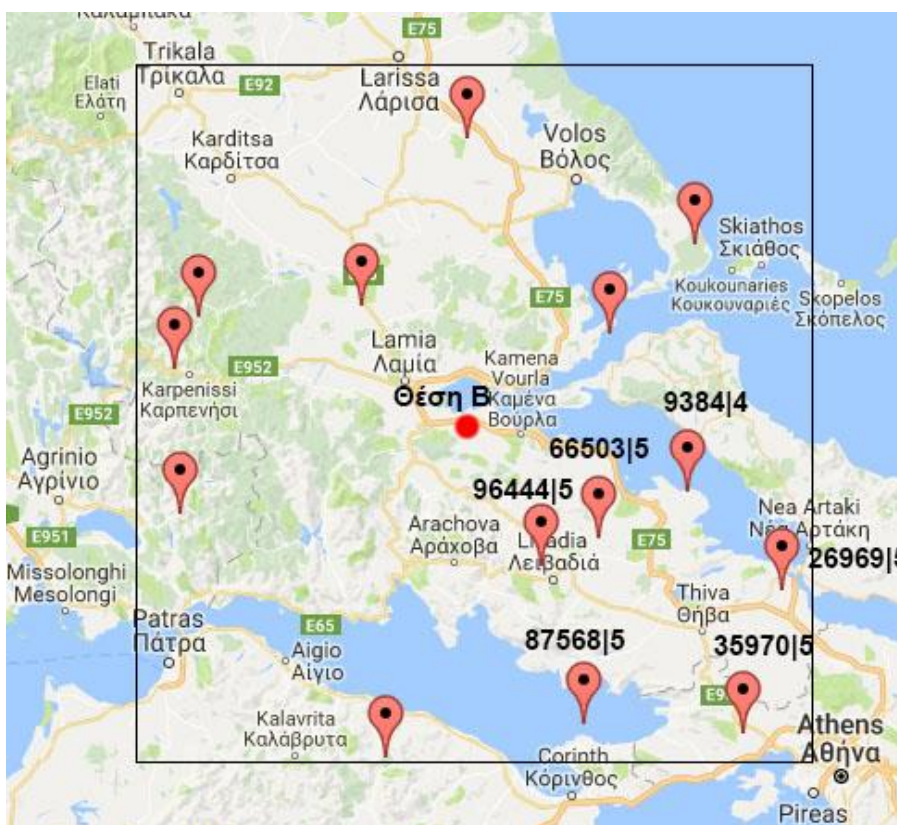 Καλαμπάκα
E75
Trikala
Τρίκαλα
Larissa
Λάρισα
E92
Elati
Ελάτη
Karditsa
Καρδίτσα
Volos
Βόλος
Skiathos
Σκιάθος
Koukounaries
Κουκουναριές
Skopelos
Σκόπελος
E75
Lamia
Λαμία
E952
Karpenissi
Καρπενήσι
Kamena
Vourla
Καμένα
Βούρλα
Θέση Β
9384|4
E952
66503|5
Agrinio
Αγρίνιο
96444|5
Nea Artaki
Νέα Αρτάκη
Arachova
Αράχοβα
E75
E951
26969|5
Λειβαδιά
Missolonghi
Mesolongi
Thiva
Θήβα
Patras
Πάτρα
E65
87568|5
35970|5
Aigio
Αίγιο
Kalavrita
Καλάβρυτα
Athens
Αθήνα
Corinth
Κόρινθος
Pireas